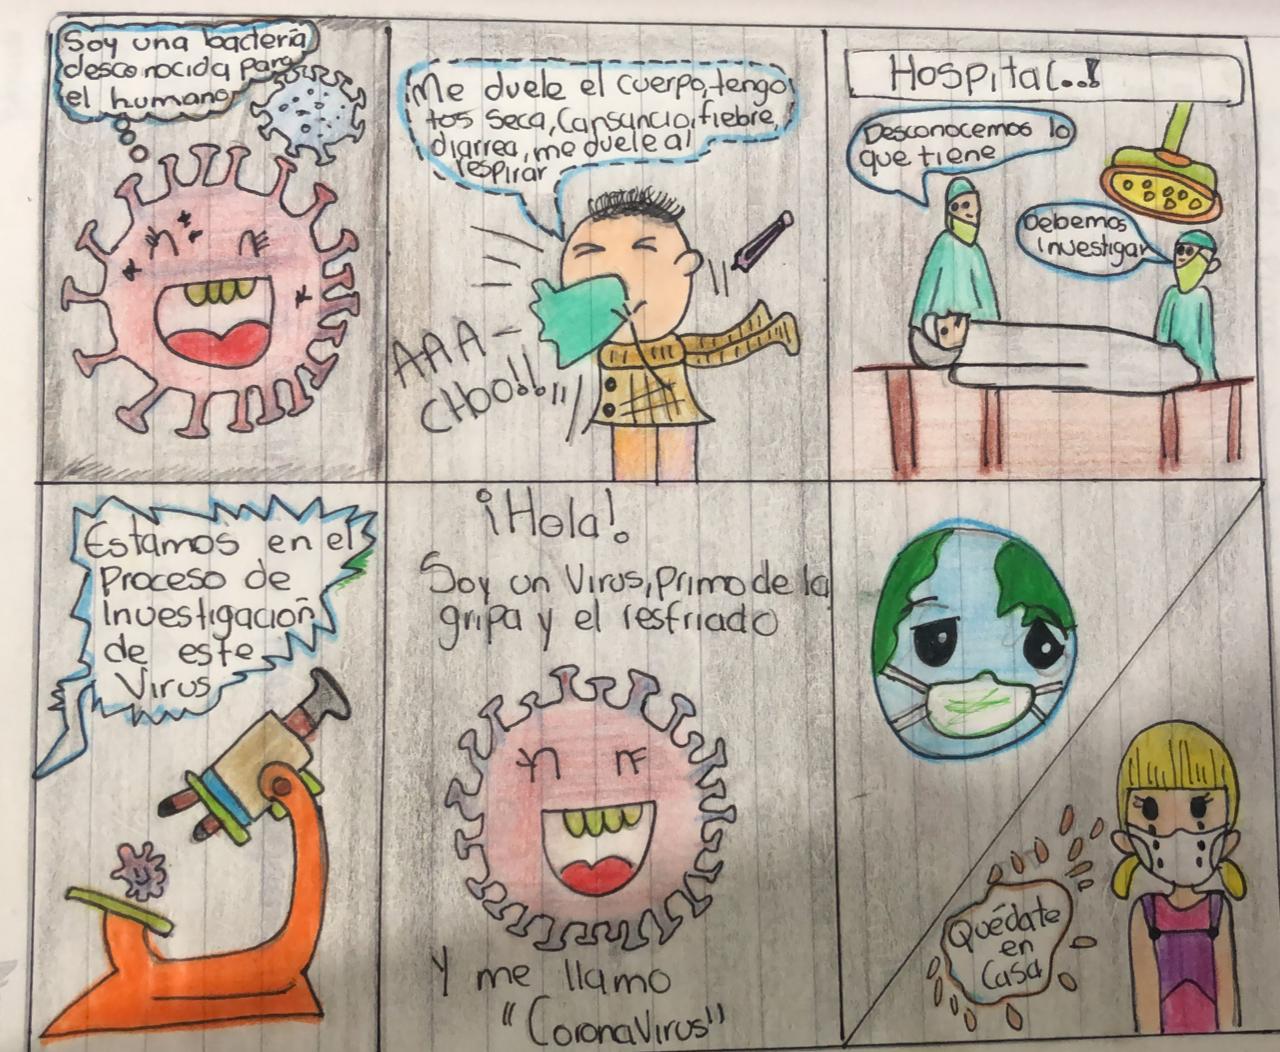 Soy una bacteria
desconocida para
el humano
Me duele el cuerpo, tengo
tos seca, Cansancio, fiebre,
diarrea, me duele al
respirar
AAA-
CHOO!!!!
Hospital..!
Desconocemos lo
que tiene
Debemos
investigar
Estamos en el
Proceso de
Investigación
de este
Virus
¡Hola!
Soy un Virus, primo de la
gripa y el resfriado
Y me llamo
"CoronaVirus"
Quédate
en
Casa